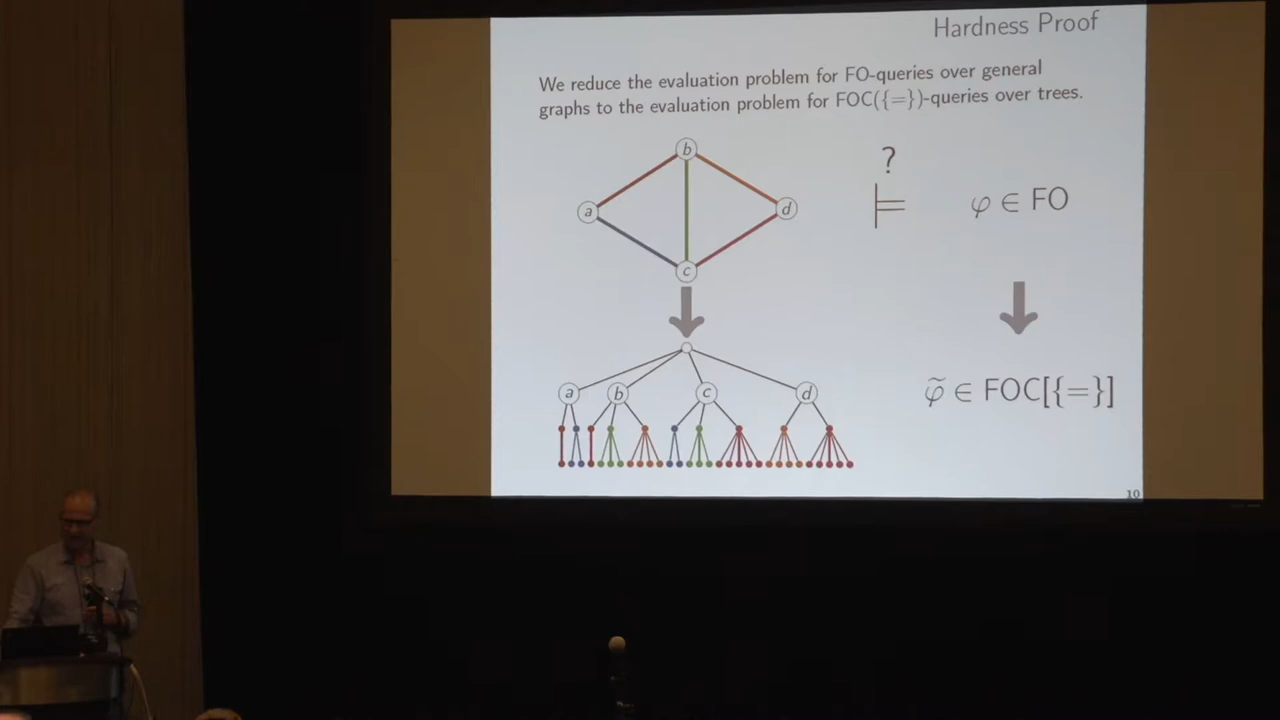 Hardness Proof
We reduce the evaluation problem for FO-queries over general
graphs to the evaluation problem for FOC({=})-queries over trees.
b
?
a
d
⊨ φ ∈ FO
c
a b c d
φ̃ ∈ FOC[{=}]
10